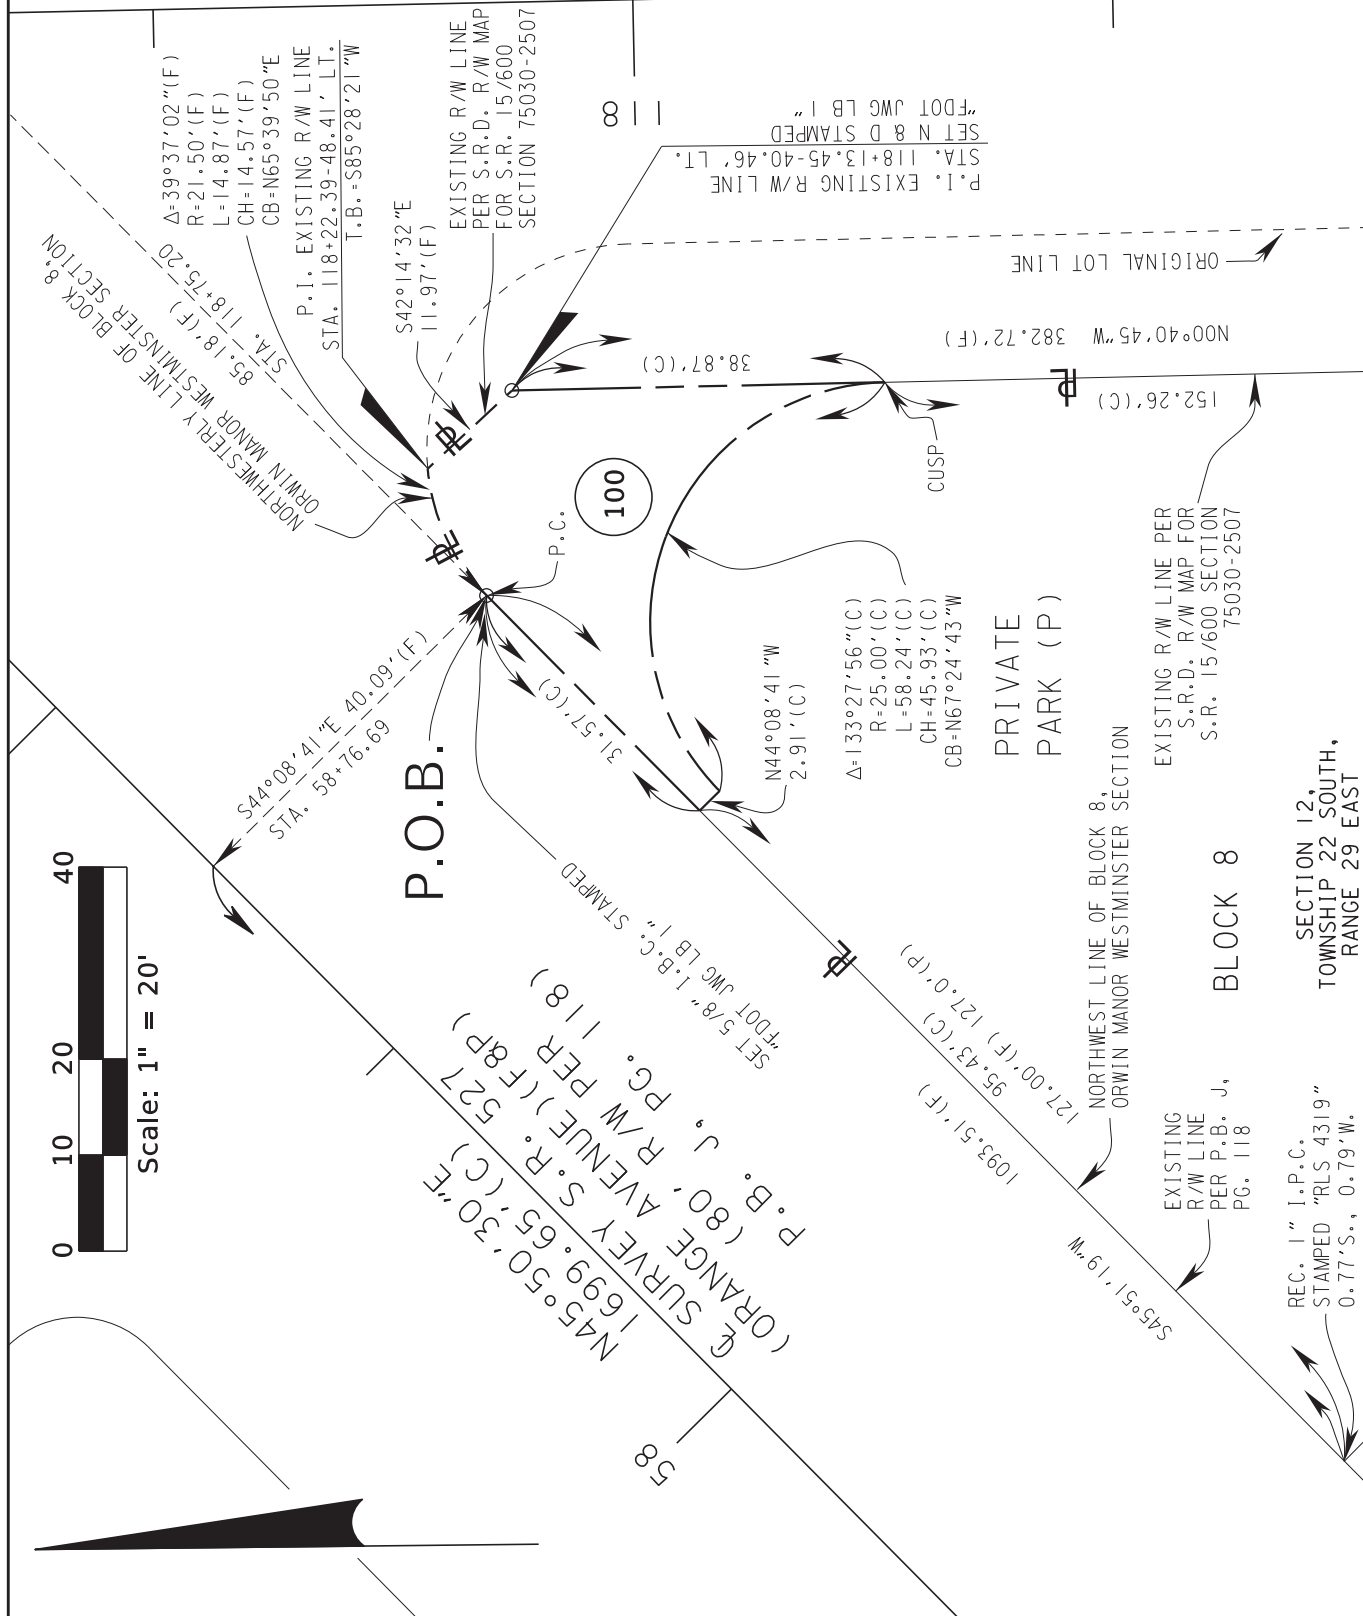 Δ=39°37'02"(F)
R=21.50'(F)
L=14.87'(F)
CH=14.57'(F)
CB=N65°39'50"E
P.I. EXISTING R/W LINE
STA. 118+22.39-48.41' LT.
T.B.=S85°28'21"W
S42°14'32"E
11.97'(F)
EXISTING R/W LINE
PER S.R.D. R/W MAP
FOR S.R. 15/600
SECTION 75030-2507
118
P.I. EXISTING R/W LINE
STA. 118+13.45-40.46' LT.
SET N & D STAMPED
"FDOT JWG LB 1"
NORTHWESTERLY LINE OF BLOCK 8,
ORWIN MANOR WESTMINSTER SECTION
85.18'(F)
STA. 118+75.20
ORIGINAL LOT LINE
N00°40'45"W 382.72'(F)
38.87'(C)
152.26'(C)
PL
PL
PL
PL
CUSP
100
P.C.
S44°08'41"E 40.09'(F)
STA. 58+76.69
P.O.B.
31.57'(C)
N44°08'41"W
2.91'(C)
Δ=133°27'56"(C)
R=25.00'(C)
L=58.24'(C)
CH=45.93'(C)
CB=N67°24'43"W
PRIVATE
PARK (P)
EXISTING R/W LINE PER
S.R.D. R/W MAP FOR
S.R. 15/600 SECTION
75030-2507
0 10 20 40
Scale: 1" = 20'
SET 5/8" I.B.C. STAMPED
"FDOT JWG LB 1"
N45°50'30"E
1699.65'(C)
℄ SURVEY S.R. 527
(ORANGE AVENUE)(F&P)
(80' R/W PER
P.B. J, PG. 118)
58
NORTHWEST LINE OF BLOCK 8,
ORWIN MANOR WESTMINSTER SECTION
95.43'(C)
127.00'(F) 127.0'(P)
1093.51'(F)
S45°51'19"W
BLOCK 8
SECTION 12,
TOWNSHIP 22 SOUTH,
RANGE 29 EAST
EXISTING
R/W LINE
PER P.B. J,
PG. 118
REC. 1" I.P.C.
STAMPED "RLS 4319"
0.77'S., 0.79'W.